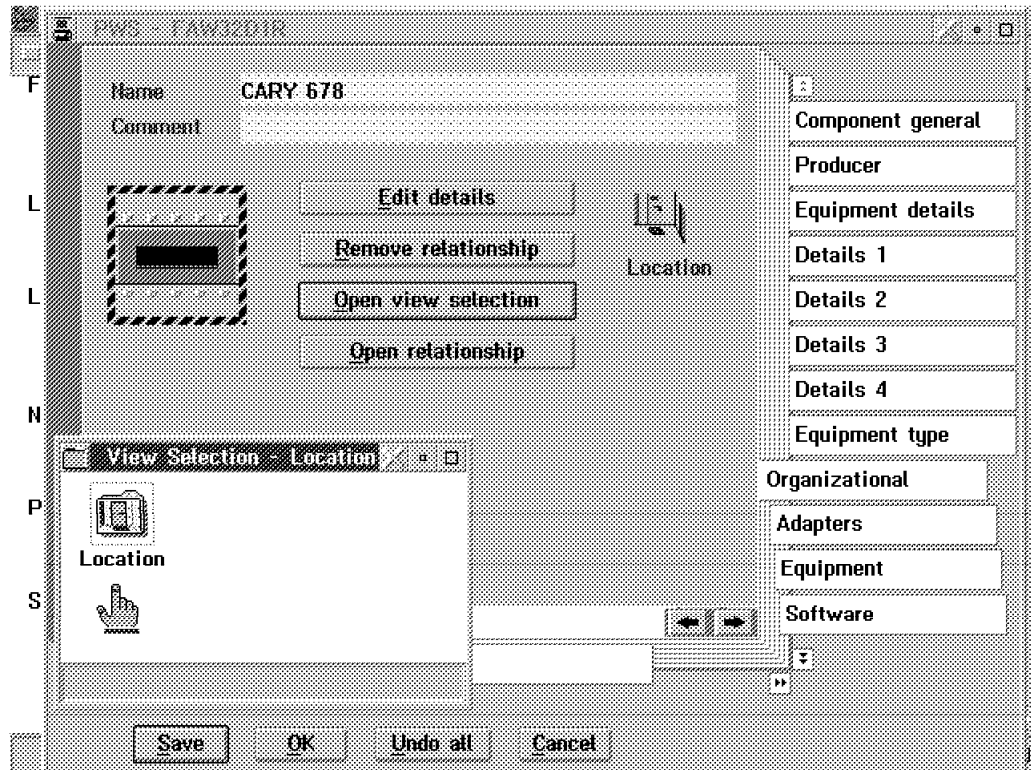 PWS - FAW32D1R
F
Name CARY 678
Comment
Component general
Producer
L
Edit details
Equipment details
Remove relationship
Details 1
Location
L
Open view selection
Details 2
Open relationship
Details 3
Details 4
N
Equipment type
View Selection - Location
Organizational
P
Adapters
Location
Equipment
S
Software
Save OK Undo all Cancel